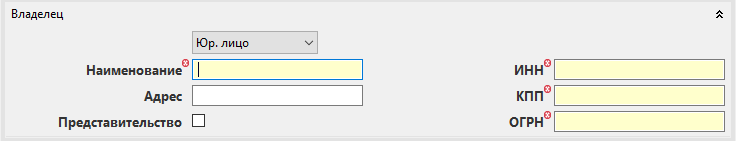 Владелец
Юр. лицо
Наименование ИНН
Адрес КПП
Представительство ОГРН